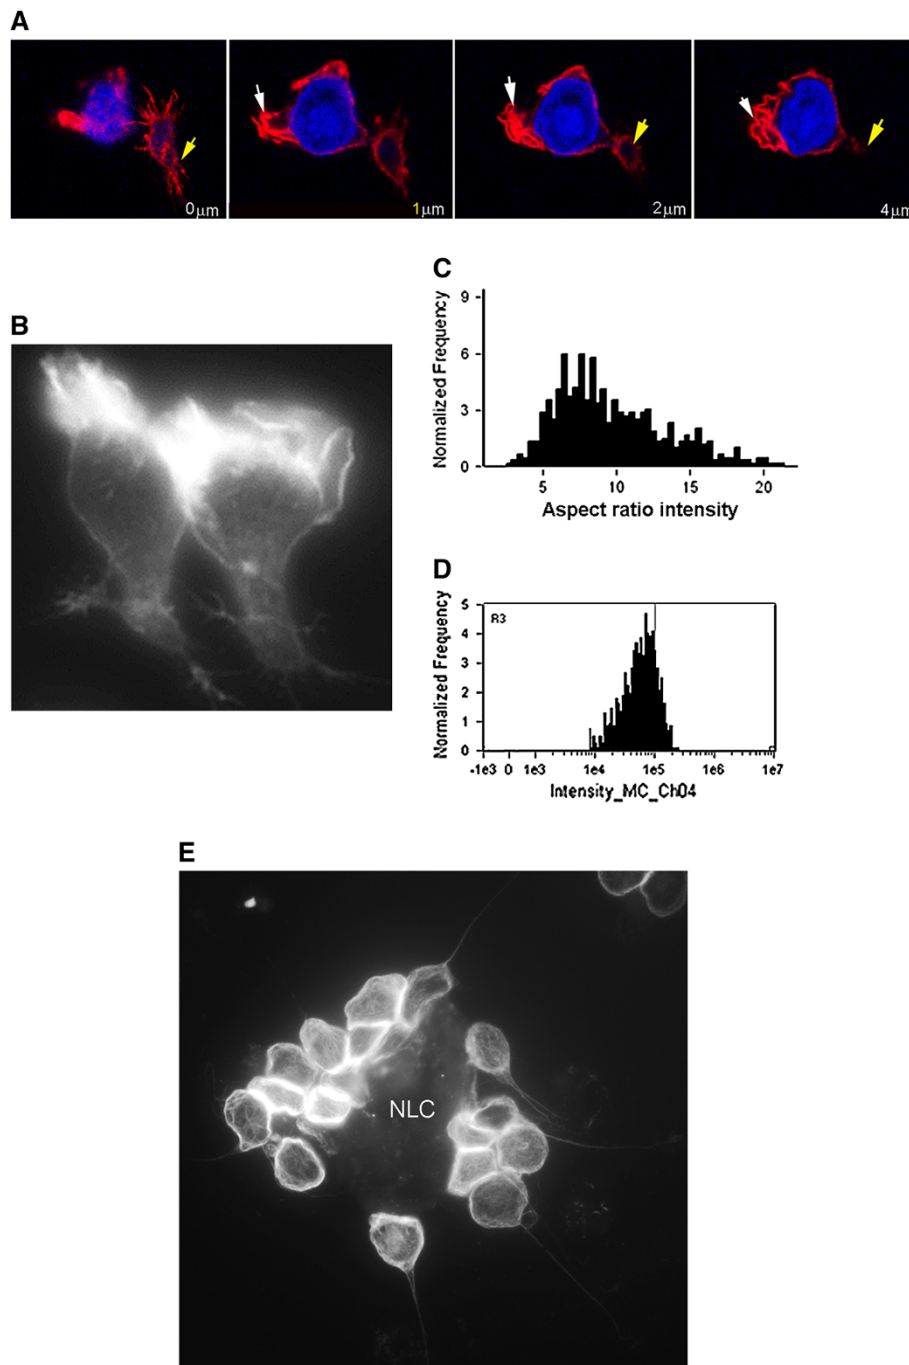 A
0μm
1μm
2μm
4μm
B
C
Normalized Frequency
9
6
3
0
5 10 15 20
Aspect ratio intensity
D
Normalized Frequency
5
4
3
2
1
0
R3
-1e3 0 1e3 1e4 1e5 1e6 1e7
Intensity_MC_Ch04
E
NLC